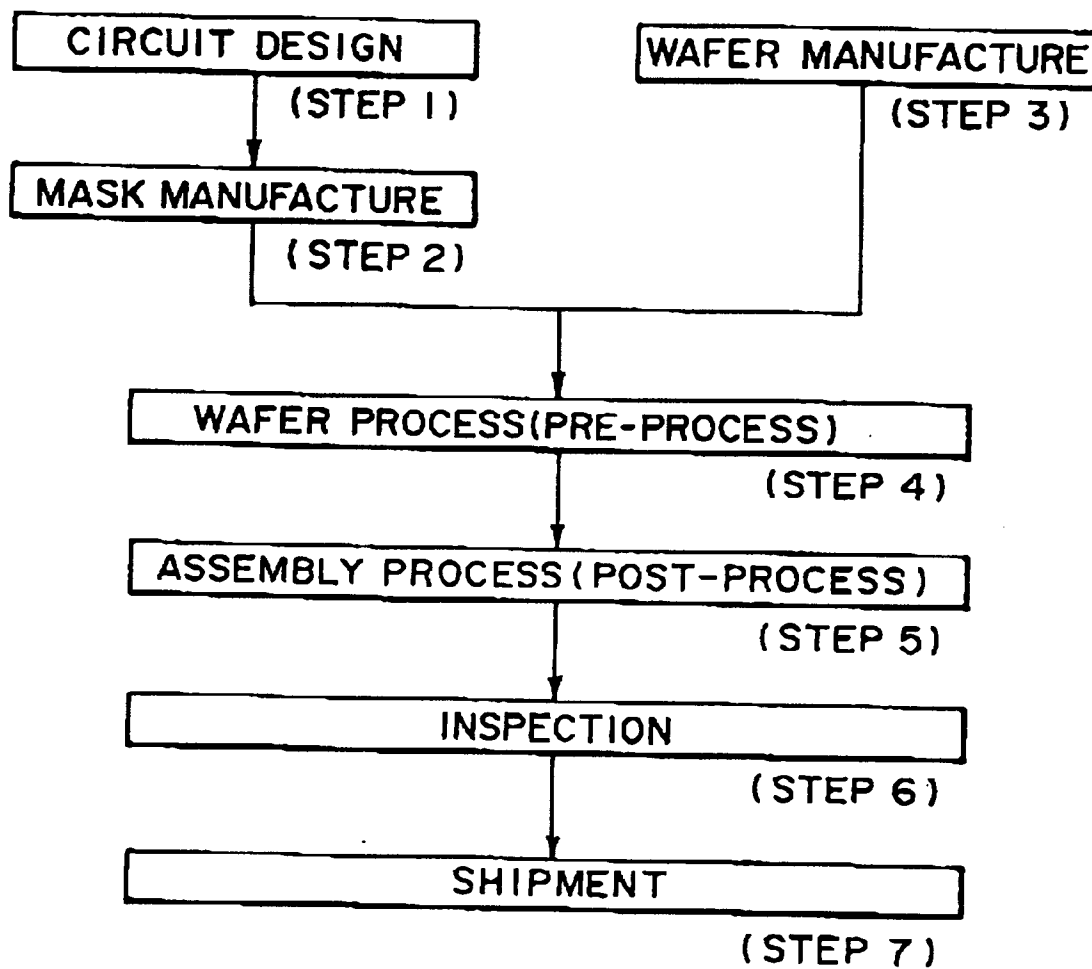 CIRCUIT DESIGN
(STEP 1)
MASK MANUFACTURE
(STEP 2)
WAFER MANUFACTURE
(STEP 3)
WAFER PROCESS(PRE-PROCESS)
(STEP 4)
ASSEMBLY PROCESS(POST-PROCESS)
(STEP 5)
INSPECTION
(STEP 6)
SHIPMENT
(STEP 7)